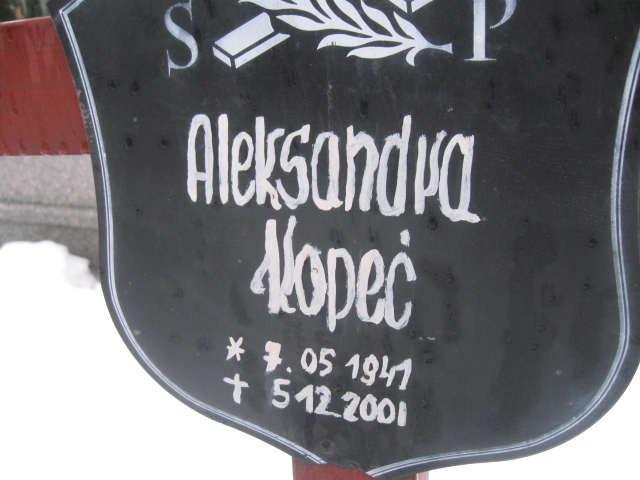 S P
Aleksandra
Kopeć
* 7.05 1941
† 5 12 2001